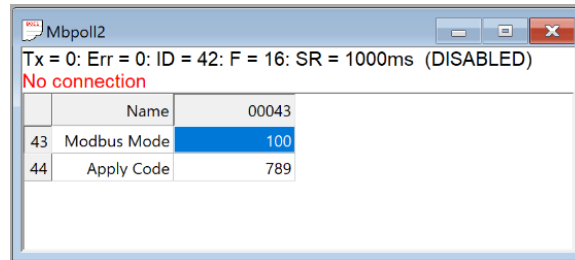 Mbpoll2
Tx = 0: Err = 0: ID = 42: F = 16: SR = 1000ms (DISABLED)
No connection
Name 00043
43 Modbus Mode 100
44 Apply Code 789